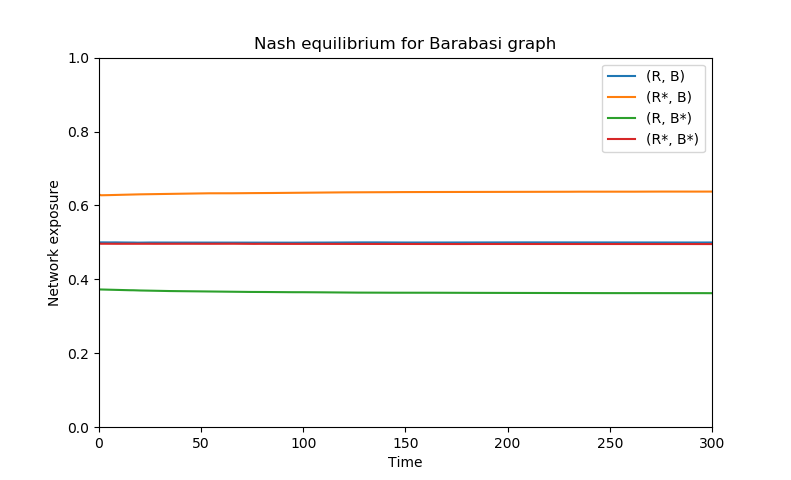 Nash equilibrium for Barabasi graph
1.0
0.8
0.6
0.4
0.2
0.0
Network exposure
(R, B)
(R*, B)
(R, B*)
(R*, B*)
0 50 100 150 200 250 300
Time